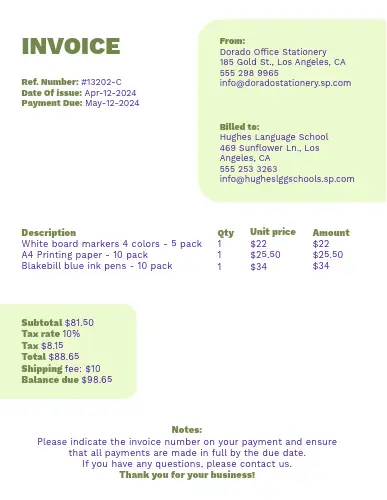 INVOICE
Ref. Number: #13202-C
Date Of issue: Apr-12-2024
Payment Due: May-12-2024
From:
Dorado Office Stationery
185 Gold St., Los Angeles, CA
555 298 9965
info@doradostationery.sp.com
Billed to:
Hughes Language School
469 Sunflower Ln., Los
Angeles, CA
555 253 3263
info@hugheslggschools.sp.com
Description Qty Unit price Amount
White board markers 4 colors - 5 pack 1 $22 $22
A4 Printing paper - 10 pack 1 $25,50 $25,50
Blakebill blue ink pens - 10 pack 1 $34 $34
Subtotal $81.50
Tax rate 10%
Tax $8.15
Total $88.65
Shipping fee: $10
Balance due $98.65
Notes:
Please indicate the invoice number on your payment and ensure
that all payments are made in full by the due date.
If you have any questions, please contact us.
Thank you for your business!